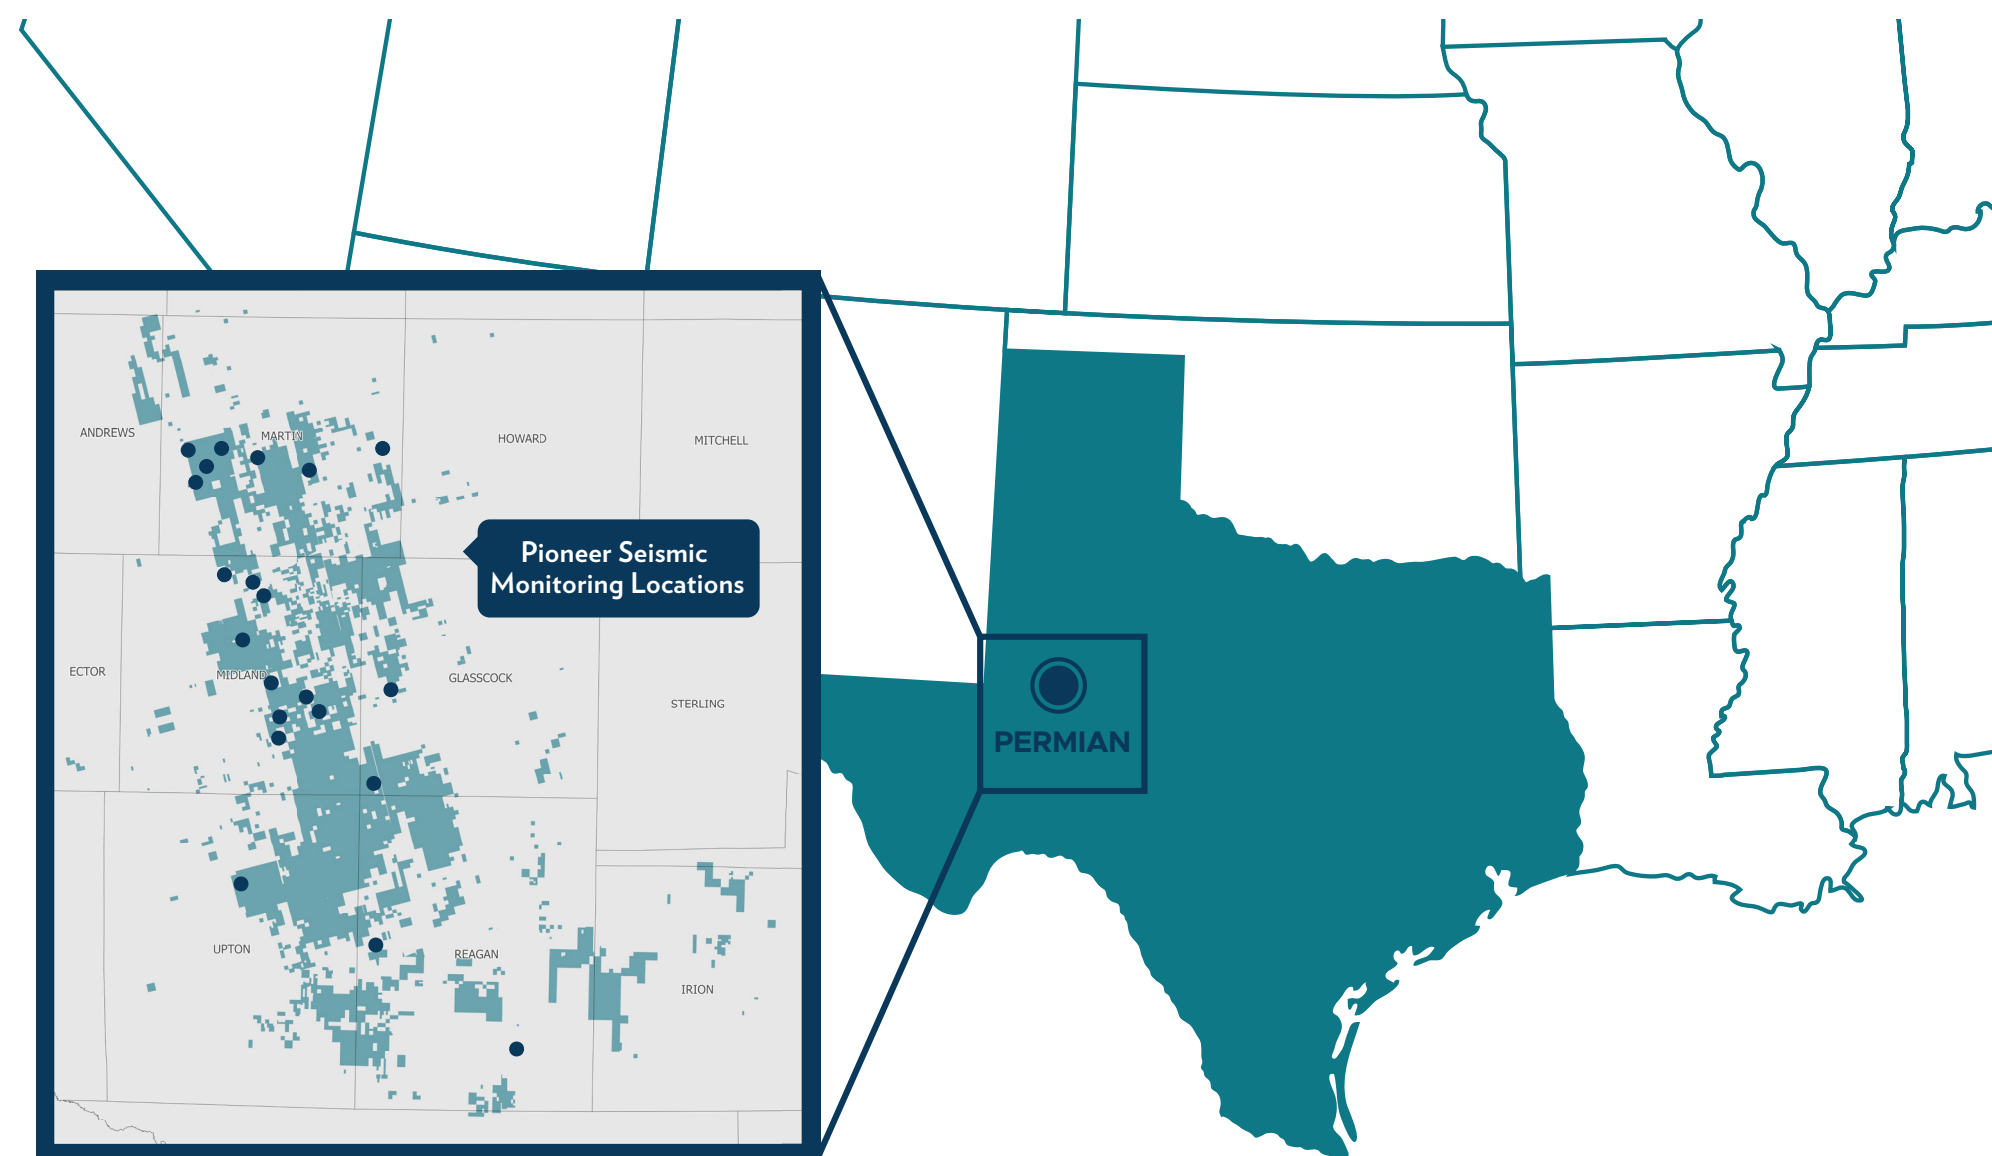 ANDREWS
MARTIN
HOWARD
MITCHELL
Pioneer Seismic
Monitoring Locations
ECTOR
MIDLAND
GLASSCOCK
STERLING
PERMIAN
UPTON
REAGAN
IRION